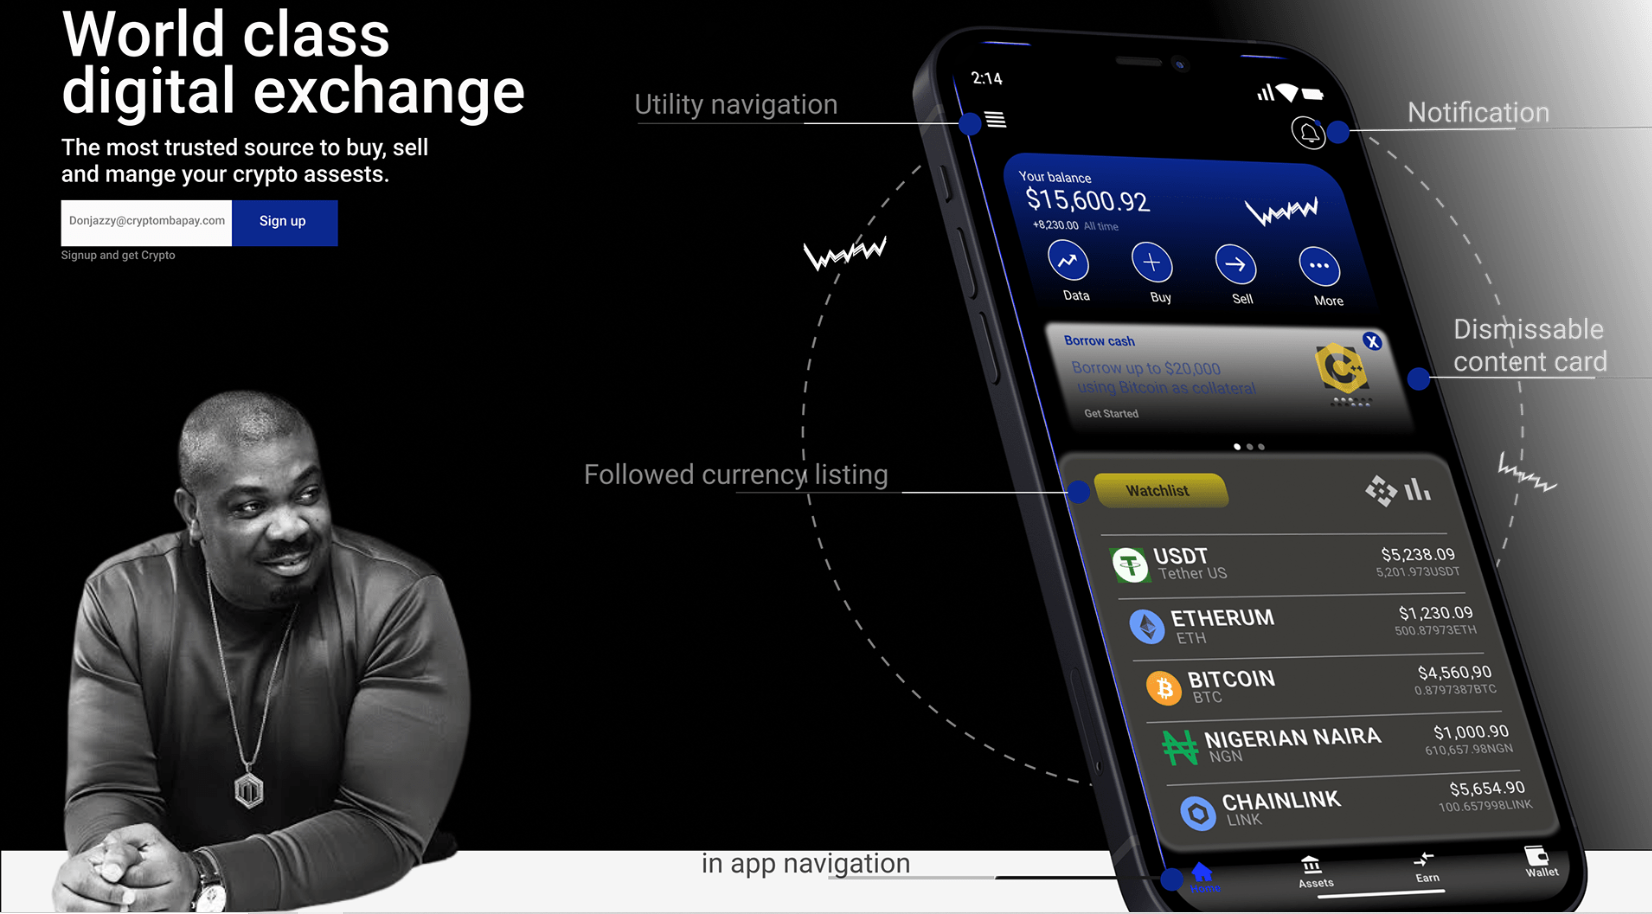 World class
digital exchange
The most trusted source to buy, sell
and mange your crypto assests.
Donjazzy@cryptombapay.com
Sign up
Signup and get Crypto
Utility navigation
Notification
Dismissable
content card
Followed currency listing
in app navigation
2:14
Your balance
$15,600.92
+8,230.00 All time
Data
Buy
Sell
More
Borrow cash
X
Borrow up to $20,000
using Bitcoin as collateral
Get Started
Watchlist
USDT
$5,238.09
Tether US
5,201.973USDT
ETHERUM
$1,230.09
ETH
500.87973ETH
BITCOIN
$4,560,90
BTC
0.8797387BTC
NIGERIAN NAIRA
$1,000.90
NGN
610,657.98NGN
CHAINLINK
$5,654.90
LINK
100.657998LINK
Home
Assets
Earn
Wallet